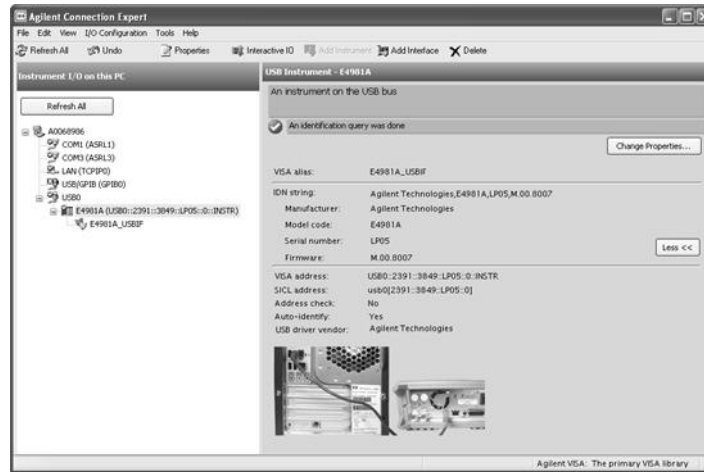 Agilent Connection Expert
File Edit View I/O Configuration Tools Help
Refresh All Undo Properties Interactive IO Add Instrument Add Interface Delete
Instrument I/O on this PC
USB Instrument - E4981A
An instrument on the USB bus
Refresh All
An identification query was done
A0068906
COM1 (ASRL1)
COM3 (ASRL3)
LAN (TCPIP0)
USB/GPIB (GPIB0)
USB0
E4981A (USB0::2391::3849::LP05::0::INSTR)
E4981A_USBIF
Change Properties...
VISA alias: E4981A_USBIF
IDN string: Agilent Technologies,E4981A,LP05,M.00.8007
Manufacturer: Agilent Technologies
Model code: E4981A
Serial number: LP05
Less <<
Firmware: M.00.8007
VISA address: USB0::2391::3849::LP05::0::INSTR
SICL address: usb0[2391::3849::LP05::0]
Address check: No
Auto-identify: Yes
USB driver vendor: Agilent Technologies
Agilent VISA: The primary VISA library